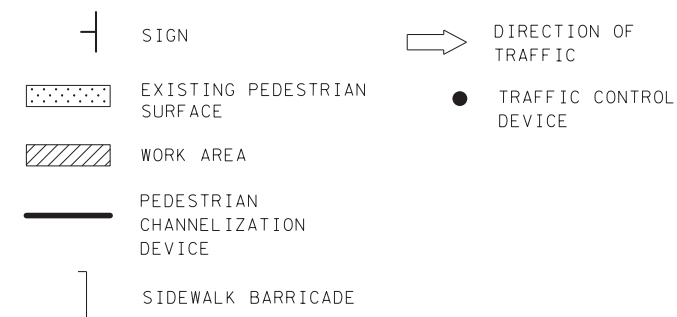 SIGN
EXISTING PEDESTRIAN
SURFACE
WORK AREA
PEDESTRIAN
CHANNELIZATION
DEVICE
SIDEWALK BARRICADE
DIRECTION OF
TRAFFIC
TRAFFIC CONTROL
DEVICE